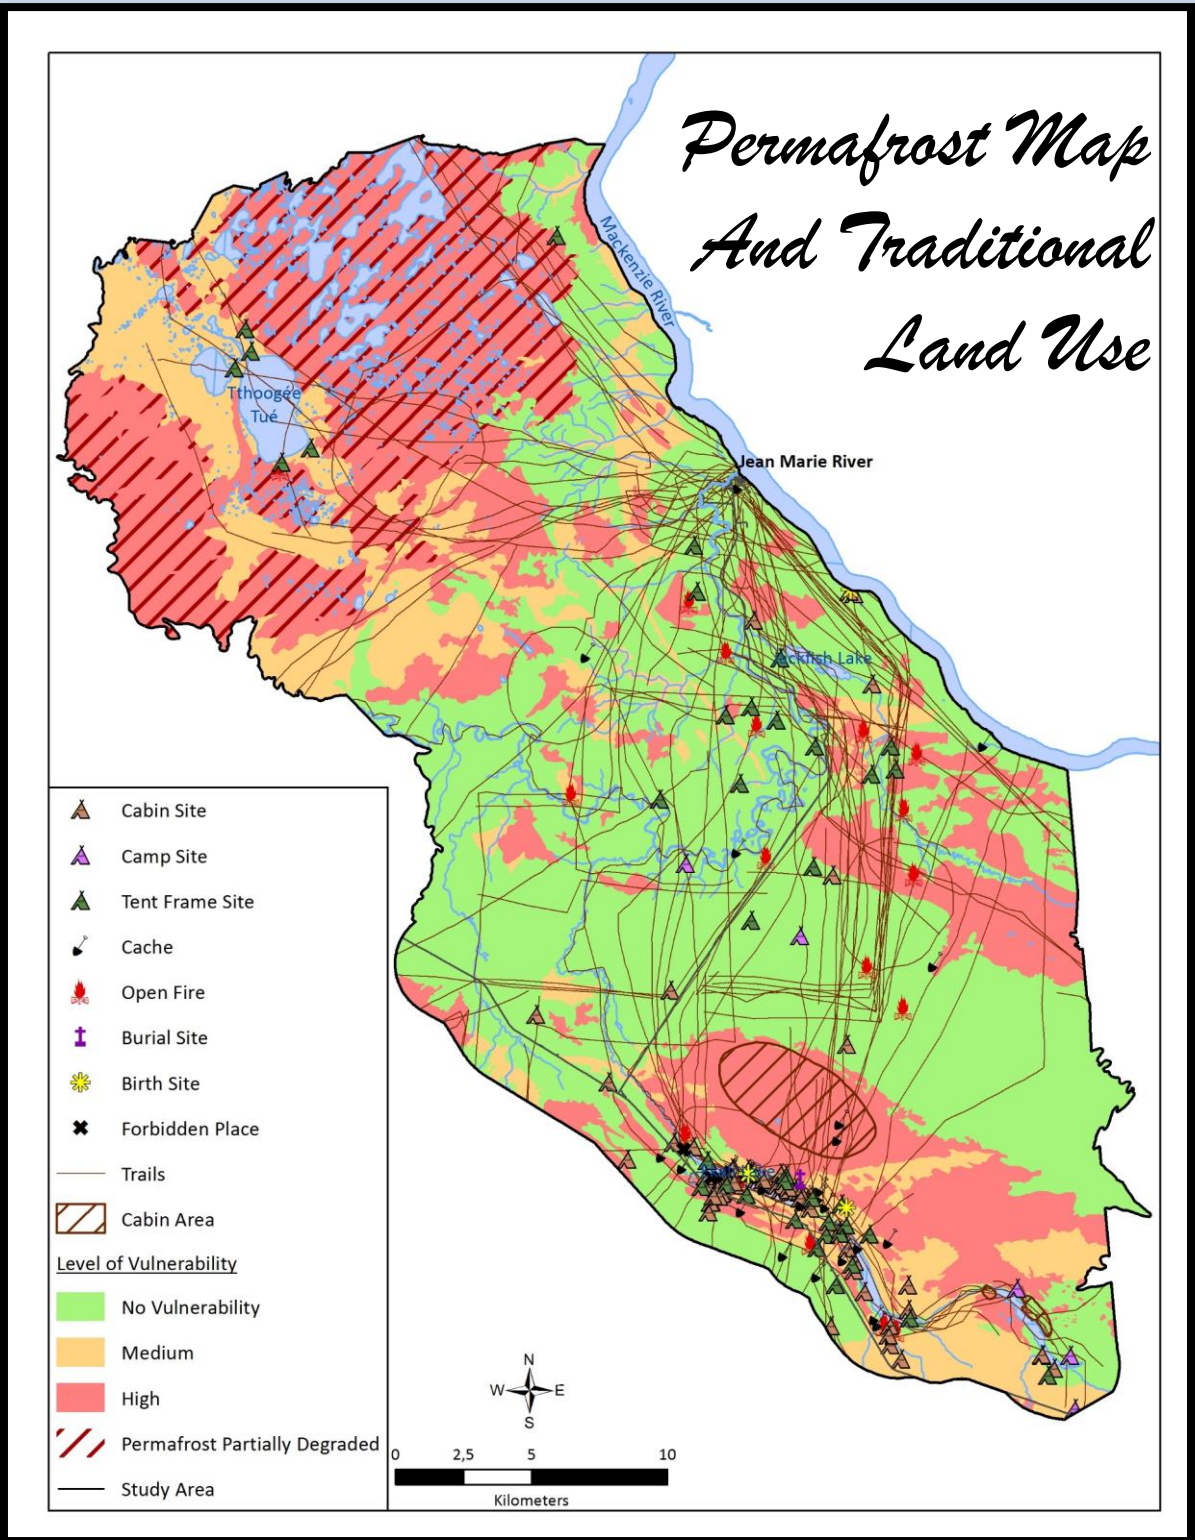 Permafrost Map
And Traditional
Land Use
Mackenzie River
Tthoogée
Tué
Jean Marie River
Lake
Cabin Site
Camp Site
Tent Frame Site
Cache
Open Fire
Burial Site
Birth Site
Forbidden Place
Trails
Cabin Area
Level of Vulnerability
No Vulnerability
Medium
High
Permafrost Partially Degraded
Study Area
N
W E
S
0 2,5 5 10
Kilometers